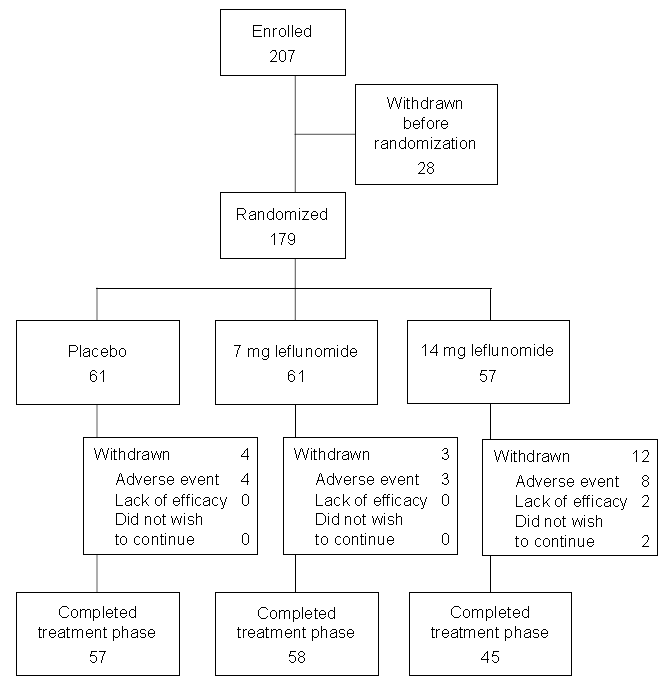 Enrolled
207
Withdrawn
before
randomization
28
Randomized
179
Placebo
61
7 mg leflunomide
61
14 mg leflunomide
57
Withdrawn 4
Adverse event 4
Lack of efficacy 0
Did not wish
to continue 0
Withdrawn 3
Adverse event 3
Lack of efficacy 0
Did not wish
to continue 0
Withdrawn 12
Adverse event 8
Lack of efficacy 2
Did not wish
to continue 2
Completed
treatment phase
57
Completed
treatment phase
58
Completed
treatment phase
45